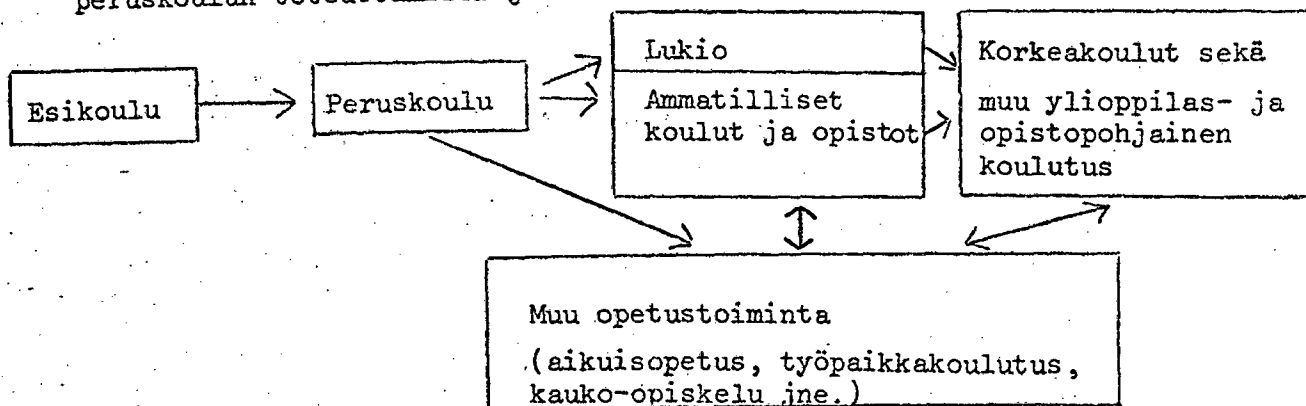 peruskoulun
Esikoulu
Peruskoulu
Lukio
Ammatilliset
koulut ja opistot
Korkeakoulut sekä
muu ylioppilas- ja
opistopohjainen
koulutus
Muu opetustoiminta
(aikuisopetus, työpaikkakoulutus,
kauko-opiskelu jne.)